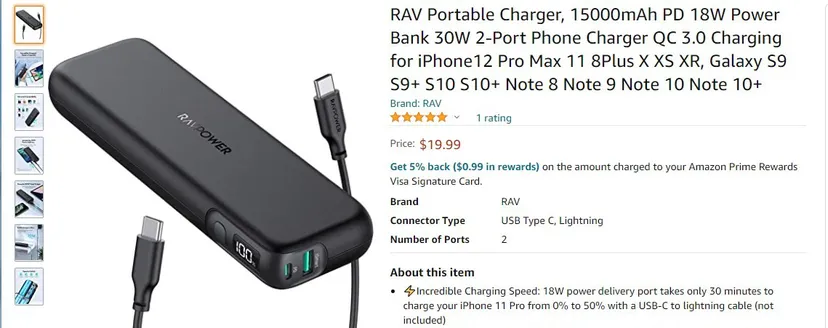 RAV Portable Charger, 15000mAh PD 18W Power
Bank 30W 2-Port Phone Charger QC 3.0 Charging
for iPhone12 Pro Max 11 8Plus X XS XR, Galaxy S9
S9+ S10 S10+ Note 8 Note 9 Note 10 Note 10+
Brand: RAV
1 rating
Price: $19.99
Get 5% back ($0.99 in rewards) on the amount charged to your Amazon Prime Rewards
Visa Signature Card.
Brand RAV
Connector Type USB Type C, Lightning
Number of Ports 2
About this item
⚡Incredible Charging Speed: 18W power delivery port takes only 30 minutes to
charge your iPhone 11 Pro from 0% to 50% with a USB-C to lightning cable (not
included)
RAVPOWER
RAVPOWER
100%